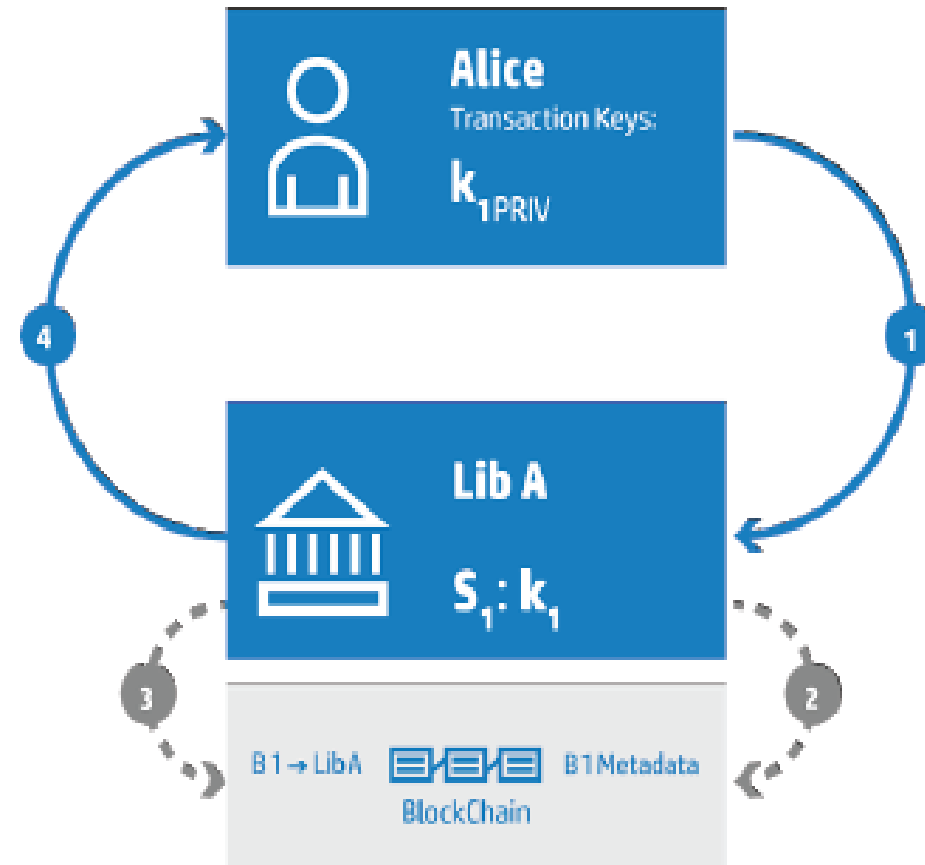 Alice
Transaction Keys:
k1PRIV
4
1
Lib A
S1: k1
3
2
B1→LibA
B1Metadata
BlockChain